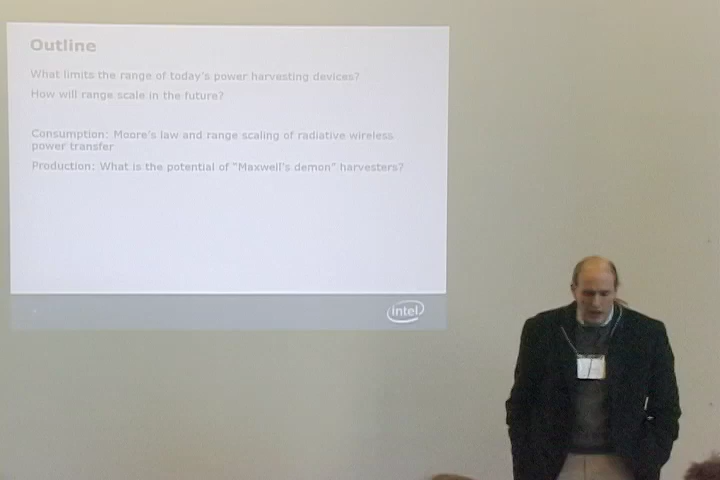 Outline
What limits the range of today's power harvesting devices?
How will range scale in the future?
Consumption: Moore's law and range scaling of radiative wireless
power transfer
Production: What is the potential of "Maxwell's demon" harvesters?
intel